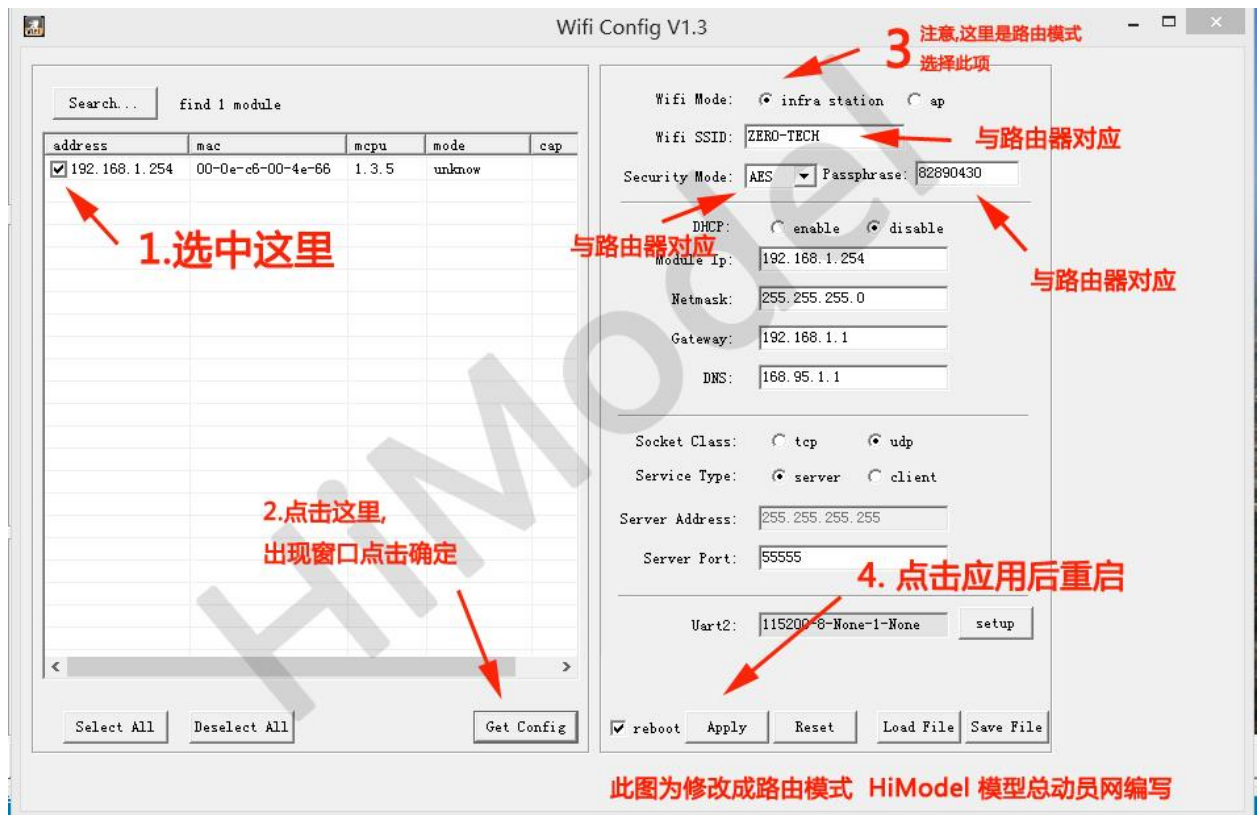 Wifi Config V1.3
3 注意,这里是路由模式
选择此项
Search... find 1 module
address mac mcpu mode cap
192.168.1.254 00-0e-c6-00-4e-66 1.3.5 unknow
1.选中这里
2.点击这里,
出现窗口点击确定
Select All Deselect All Get Config
Wifi Mode: infra station ap
Wifi SSID: ZERO-TECH 与路由器对应
Security Mode: AES Passphrase: 82890430
DHCP: enable disable
与路由器对应
Module Ip: 192.168.1.254
与路由器对应
Netmask: 255.255.255.0
Gateway: 192.168.1.1
DNS: 168.95.1.1
Socket Class: tcp udp
Service Type: server client
Server Address: 255.255.255.255
Server Port: 55555
4. 点击应用后重启
Uart2: 115200-8-None-1-None setup
reboot Apply Reset Load File Save File
此图为修改成路由模式 HiModel 模型总动员网编写
HiModel